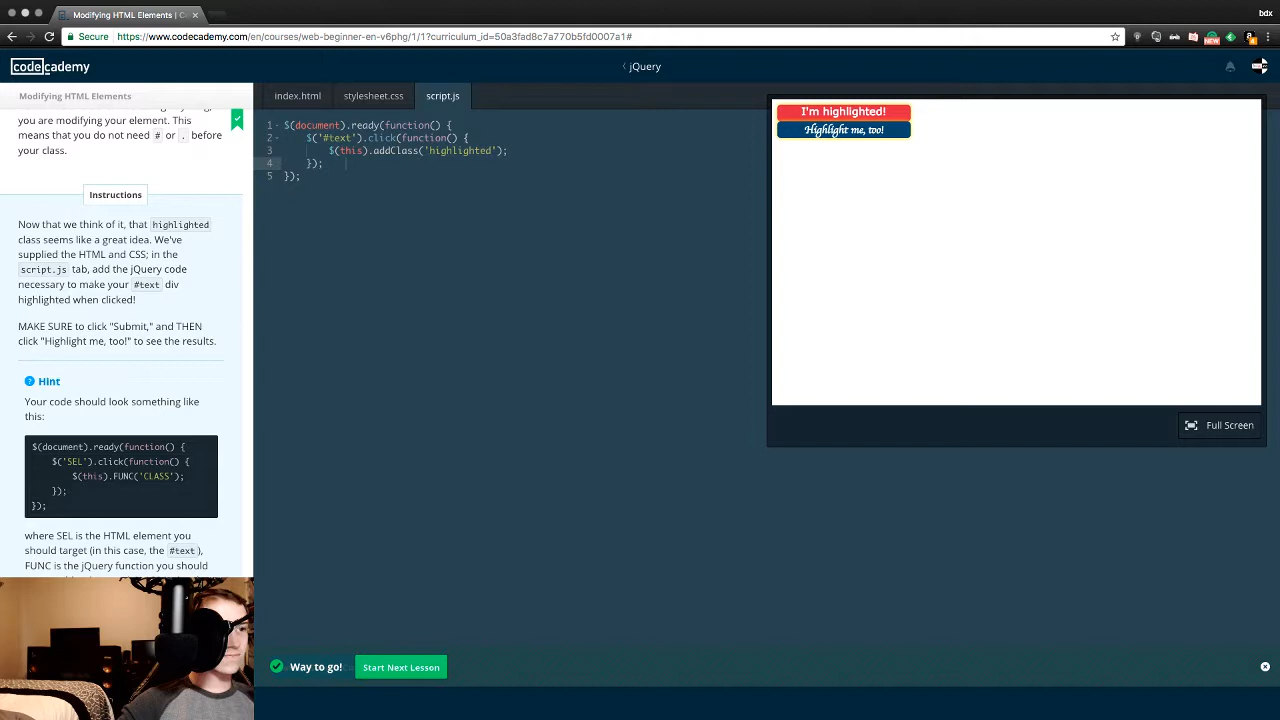 Modifying HTML Elements | C
bdx
Secure
https://www.codecademy.com/en/courses/web-beginner-en-v6phg/1/1?curriculum_id=50a3fad8c7a770b5fd0007a1#
NEW
codecademy
jQuery
Modifying HTML Elements
index.html
stylesheet.css
script.js
you are modifying your element. This
means that you do not need # or . before
your class.
Instructions
Now that we think of it, that highlighted
class seems like a great idea. We've
supplied the HTML and CSS; in the
script.js tab, add the jQuery code
necessary to make your #text div
highlighted when clicked!
MAKE SURE to click "Submit," and THEN
click "Highlight me, too!" to see the results.
? Hint
Your code should look something like
this:
$(document).ready(function() {
$('SEL').click(function() {
$(this).FUNC('CLASS');
});
});
where SEL is the HTML element you
should target (in this case, the #text),
FUNC is the jQuery function you should
1 $(document).ready(function() {
2 $('#text').click(function() {
3 $(this).addClass('highlighted');
4 });
5 });
I'm highlighted!
Highlight me, too!
Full Screen
Way to go!
Start Next Lesson